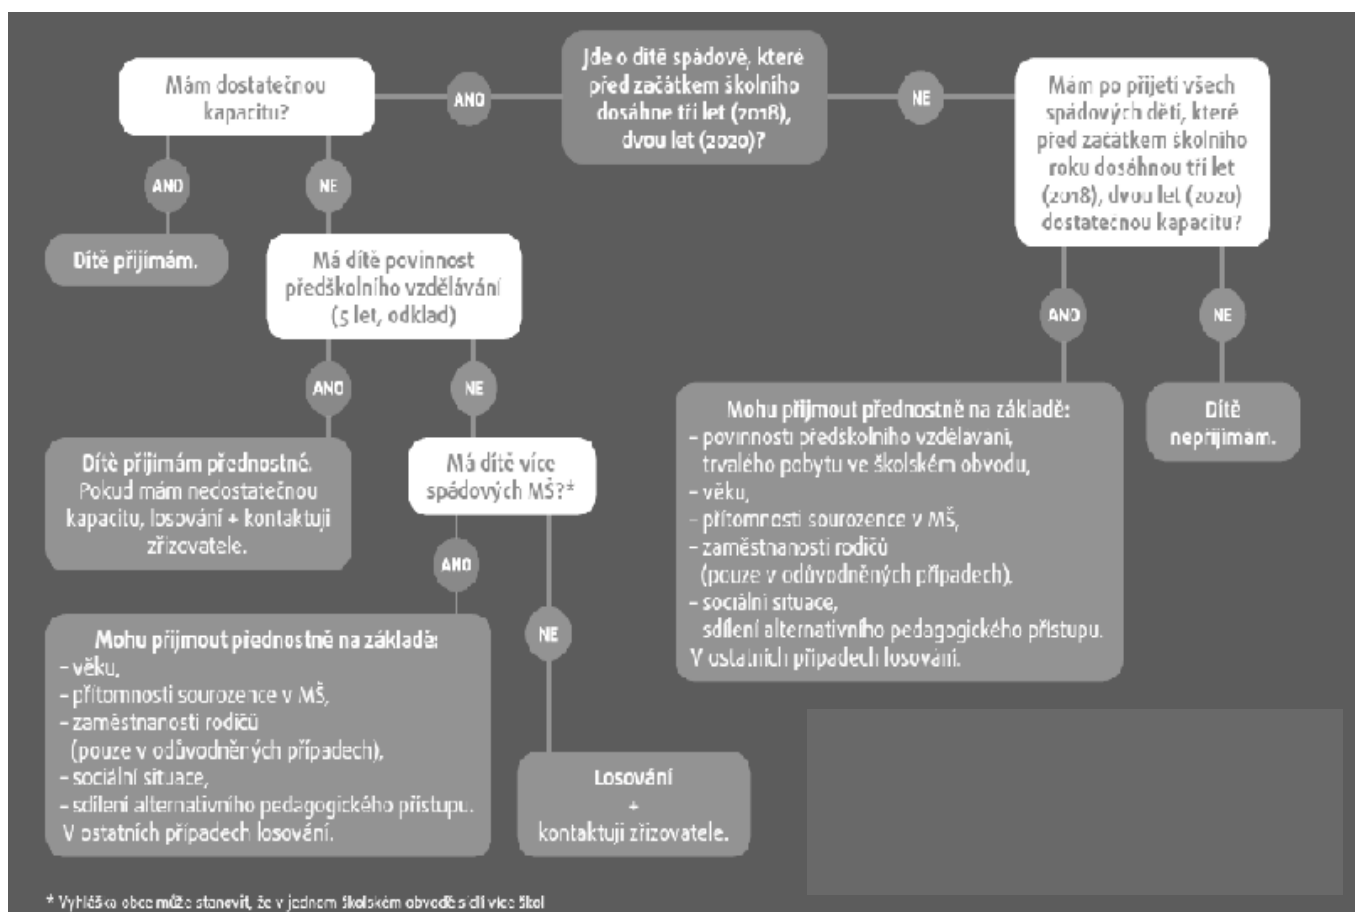 Jde o dítě spádové, které
před začátkem školního
dosáhne tří let (2018),
dvou let (2020)?
ANO
NE
Mám dostatečnou
kapacitu?
ANO
NE
Dítě přijímám.
Má dítě povinnost
předškolního vzdělávání
(5 let, odklad)
ANO
NE
Dítě přijímám přednostně.
Pokud mám nedostatečnou
kapacitu, losování + kontaktuji
zřizovatele.
Má dítě více
spádových MŠ?*
ANO
NE
Mohu přijmout přednostně na základě:
– věku,
– přítomnosti sourozence v MŠ,
– zaměstnanosti rodičů
(pouze v odůvodněných případech),
– sociální situace,
– sdílení alternativního pedagogického přístupu.
V ostatních případech losování.
Losování
+
kontaktuji zřizovatele.
Mám po přijetí všech
spádových dětí, které
před začátkem školního
roku dosáhnou tří let
(2018), dvou let (2020)
dostatečnou kapacitu?
ANO
NE
Mohu přijmout přednostně na základě:
– povinnosti předškolního vzdělávání,
trvalého pobytu ve školském obvodu,
– věku,
– přítomnosti sourozence v MŠ,
– zaměstnanosti rodičů
(pouze v odůvodněných případech),
– sociální situace,
sdílení alternativního pedagogického přístupu.
V ostatních případech losování.
Dítě
nepřijímám.
* Vyhláška obce může stanovit, že v jednom školském obvodě sídlí více škol